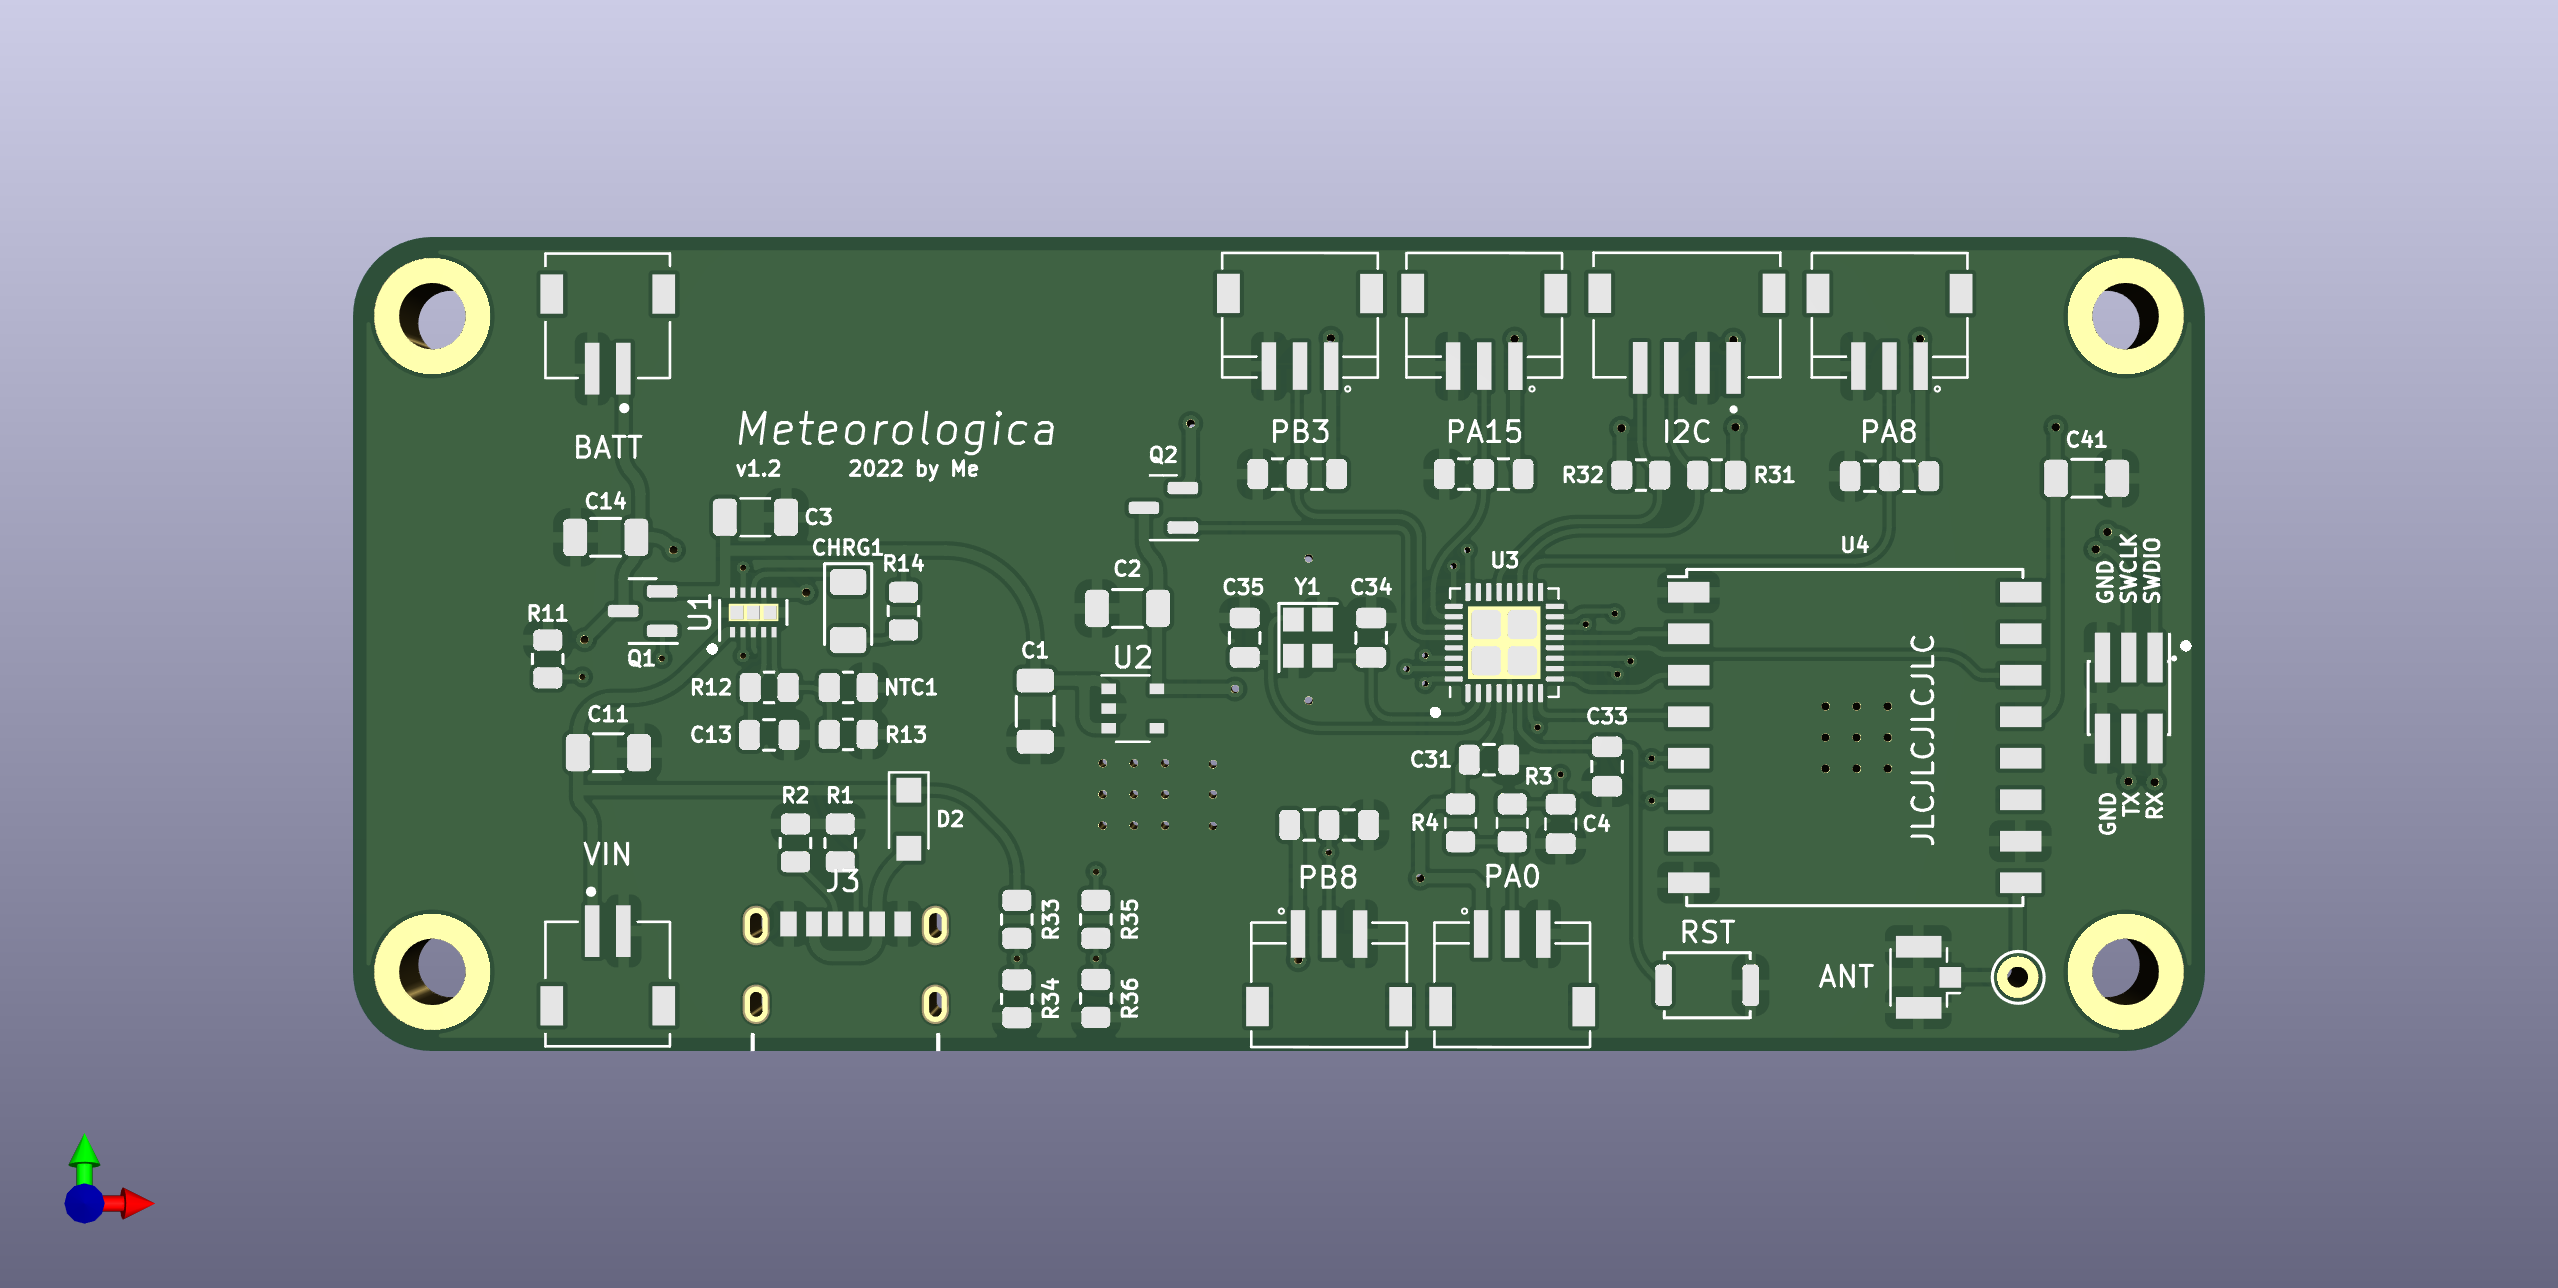 PB3
PA15
I2C
PA8
BATT
Meteorologica
v1.2
2022 by Me
Q2
C41
R32
R31
C14
C3
CHRG1
R14
U3
U4
GND
SWCLK
SWDIO
C2
C35
Y1
C34
R11
U1
Q1
C1
U2
R12
NTC1
C11
C13
R13
C33
C31
R3
JLCJLCJLCJLC
R2
R1
D2
R4
C4
GND
TX
RX
VIN
J3
PB8
PA0
R33
R35
RST
ANT
R34
R36